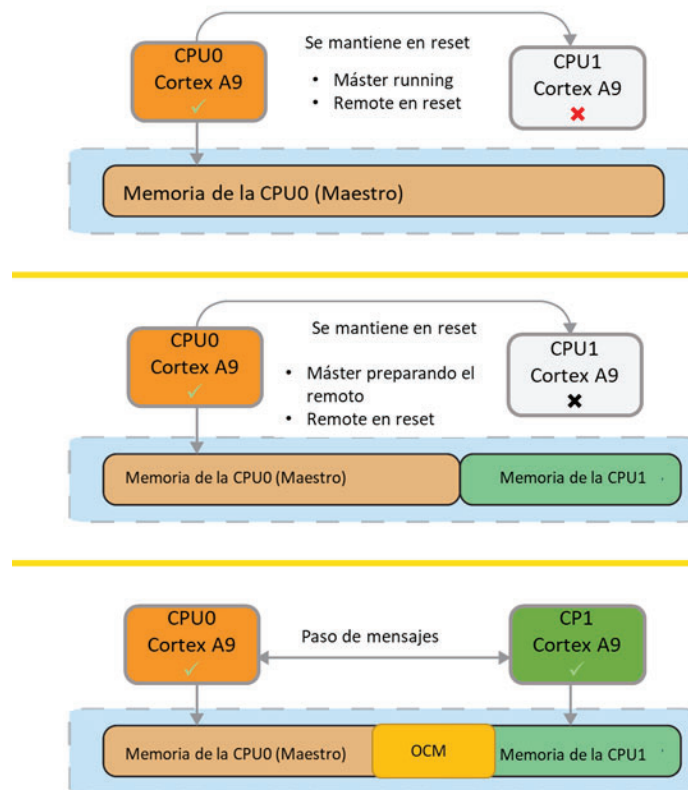 CPU0
Cortex A9
Se mantiene en reset
• Máster running
• Remote en reset
CPU1
Cortex A9
Memoria de la CPU0 (Maestro)
CPU0
Cortex A9
Se mantiene en reset
• Máster preparando el
remoto
• Remote en reset
CPU1
Cortex A9
Memoria de la CPU0 (Maestro)
Memoria de la CPU1
CPU0
Cortex A9
Paso de mensajes
CP1
Cortex A9
Memoria de la CPU0 (Maestro)
OCM
Memoria de la CPU1